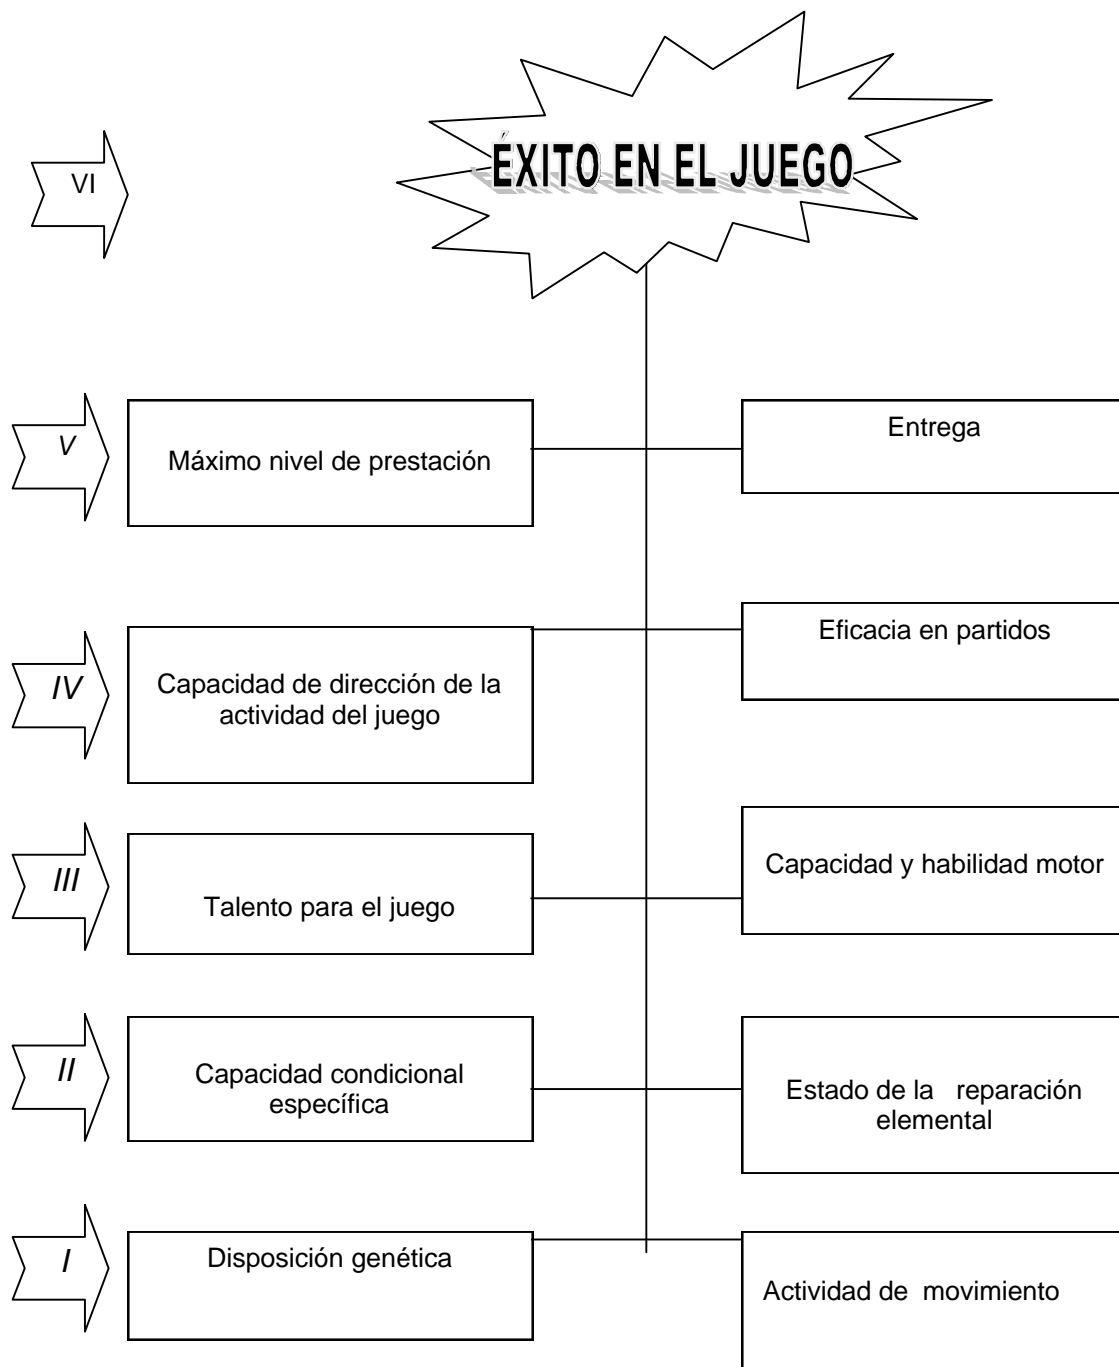 ÉXITO EN EL JUEGO
VI
V
Máximo nivel de prestación
Entrega
IV
Capacidad de dirección de la
actividad del juego
Eficacia en partidos
III
Talento para el juego
Capacidad y habilidad motor
II
Capacidad condicional
específica
Estado de la reparación
elemental
I
Disposición genética
Actividad de movimiento